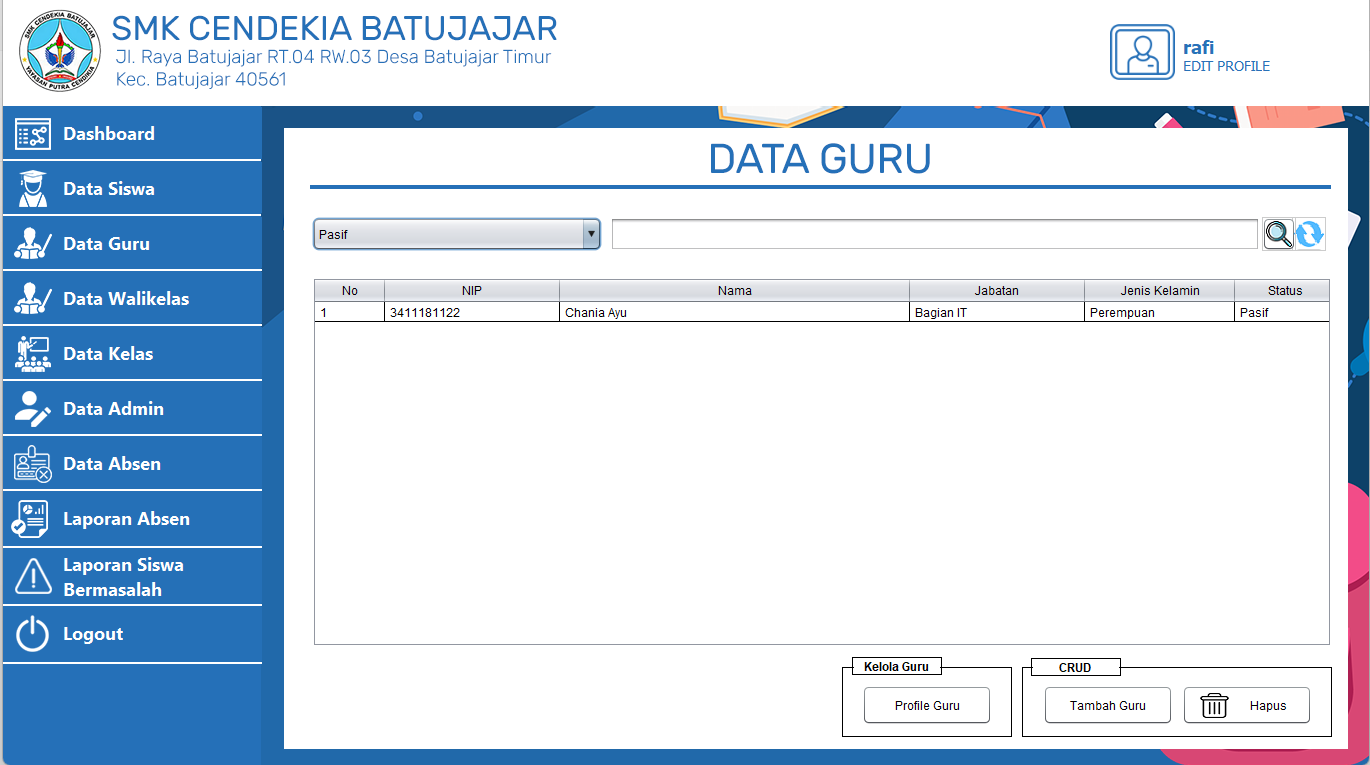 SMK CENDEKIA BATUJAJAR
YAYASAN PUTRA CENDIKIA
SMK CENDEKIA BATUJAJAR
Jl. Raya Batujajar RT.04 RW.03 Desa Batujajar Timur
Kec. Batujajar 40561
rafi
EDIT PROFILE
Dashboard
Data Siswa
Data Guru
Data Walikelas
Data Kelas
Data Admin
Data Absen
Laporan Absen
Laporan Siswa
Bermasalah
Logout
DATA GURU
Pasif
No NIP Nama Jabatan Jenis Kelamin Status
1 3411181122 Chania Ayu Bagian IT Perempuan Pasif
Kelola Guru
Profile Guru
CRUD
Tambah Guru Hapus